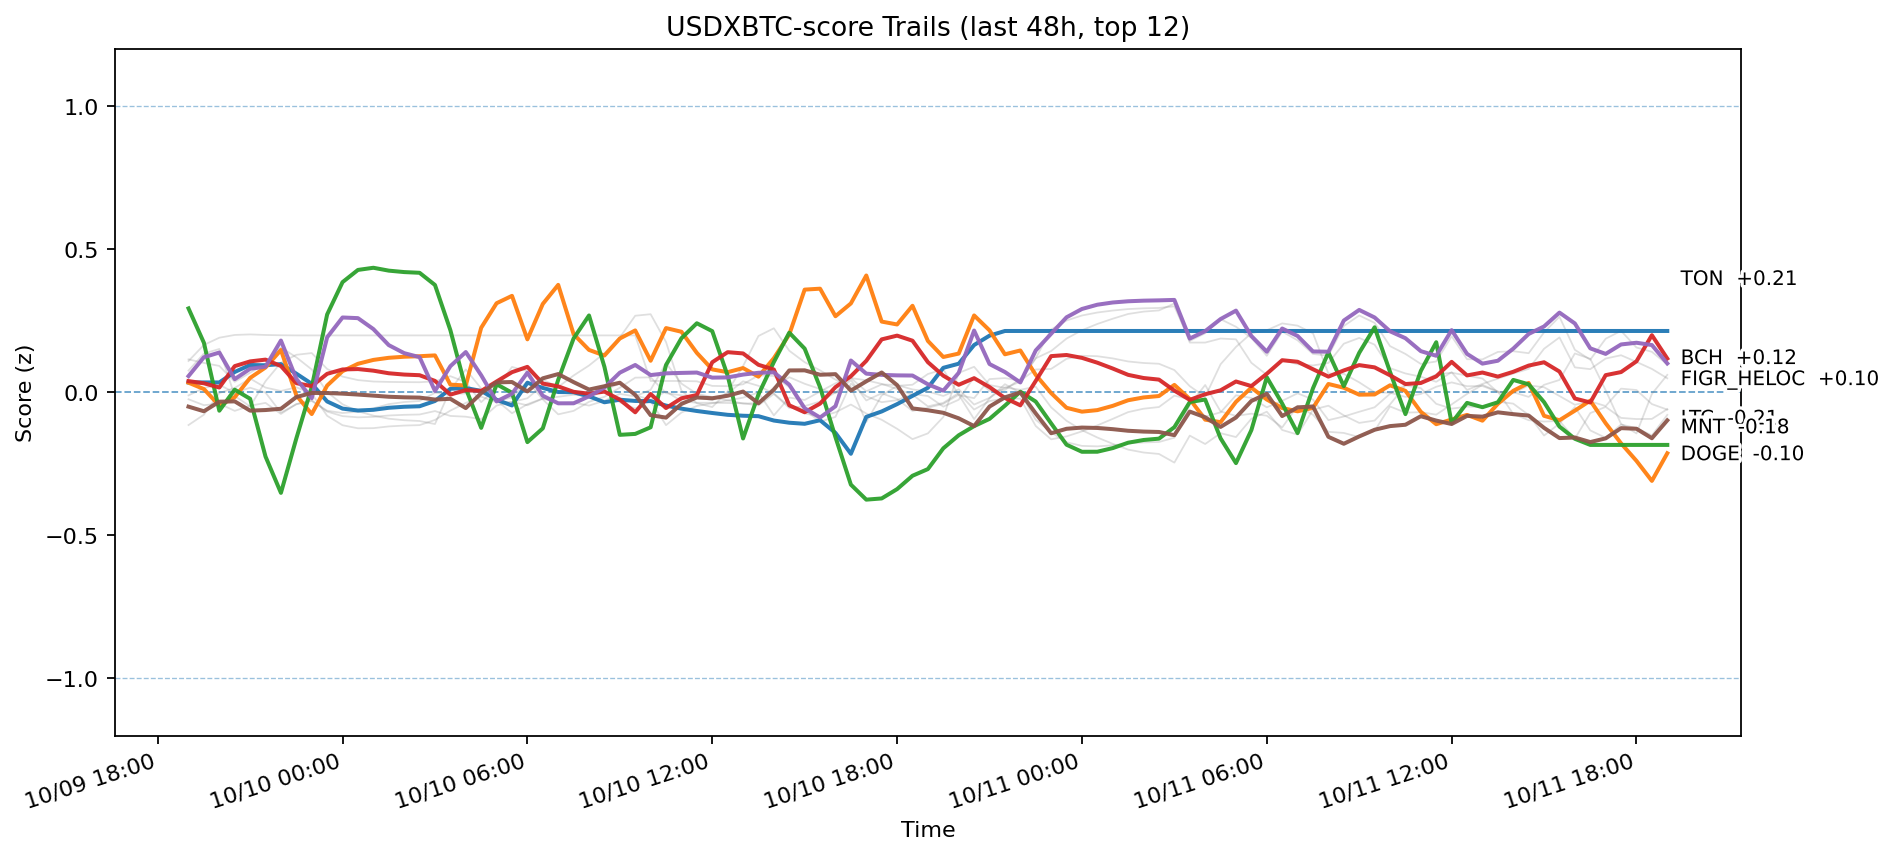 USDXBTC-score Trails (last 48h, top 12)
Score (z)
1.0
0.5
0.0
−0.5
−1.0
TON +0.21
BCH +0.12
FIGR_HELOC +0.10
LTC -0.21
MNT -0.18
DOGE -0.10
10/09 18:00
10/10 00:00
10/10 06:00
10/10 12:00
10/10 18:00
10/11 00:00
10/11 06:00
10/11 12:00
10/11 18:00
Time